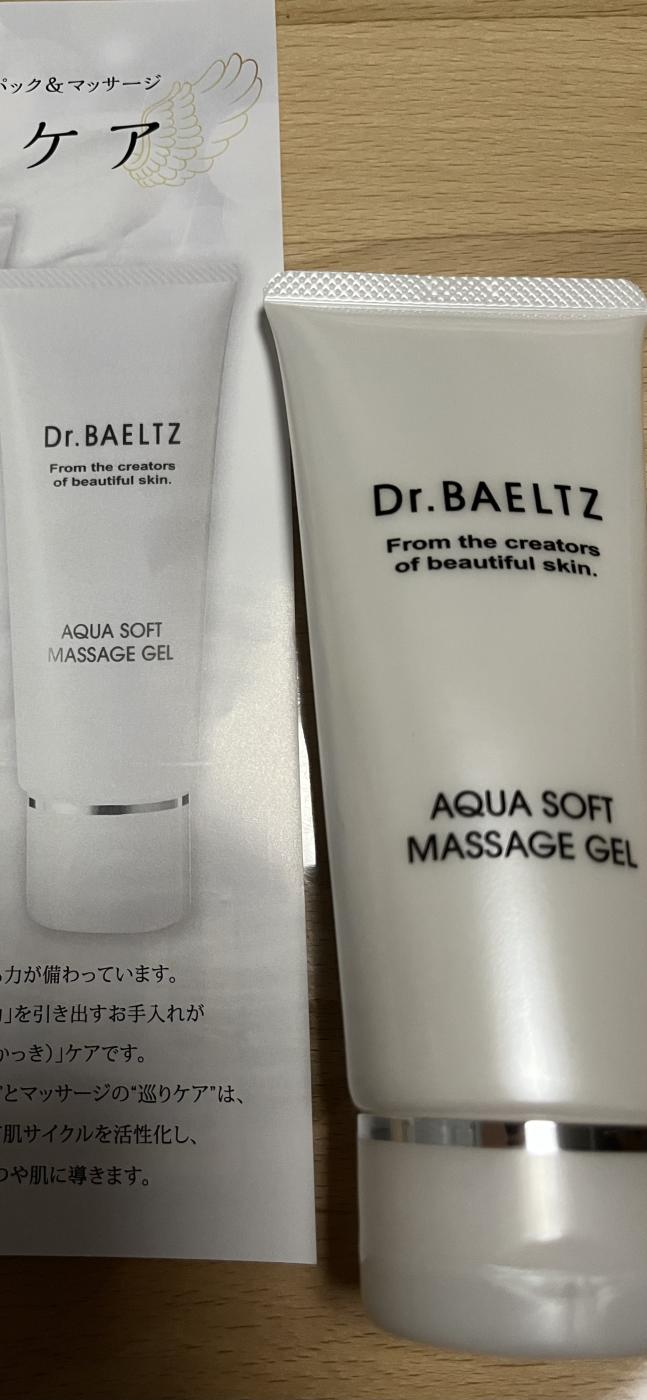 パック&マッサージ
ケア
Dr.BAELTZ
From the creators
of beautiful skin.
AQUA SOFT
MASSAGE GEL
力が備わっています。
」を引き出すお手入れが
かっき)」ケアです。
とマッサージの“巡りケア”は、
肌サイクルを活性化し、
つや肌に導きます。
Dr.BAELTZ
From the creators
of beautiful skin.
AQUA SOFT
MASSAGE GEL